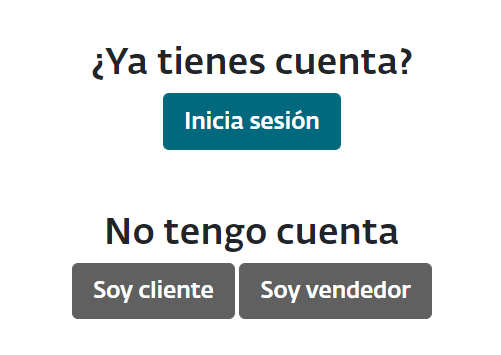 ¿Ya tienes cuenta?
Inicia sesión
No tengo cuenta
Soy cliente Soy vendedor